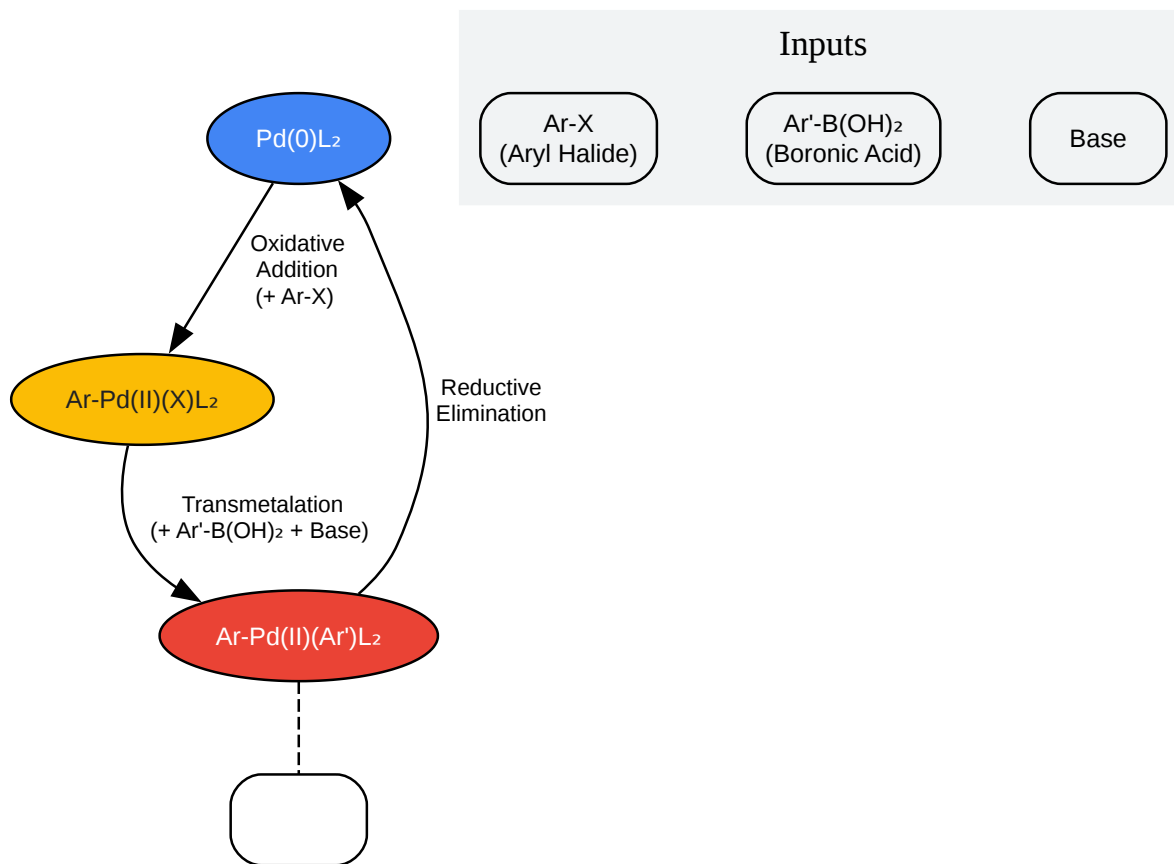 Inputs
Pd(0)L₂
Ar-X
(Aryl Halide)
Ar'-B(OH)₂
(Boronic Acid)
Base
Oxidative
Addition
(+ Ar-X)
Ar-Pd(II)(X)L₂
Reductive
Elimination
Transmetalation
(+ Ar'-B(OH)₂ + Base)
Ar-Pd(II)(Ar')L₂